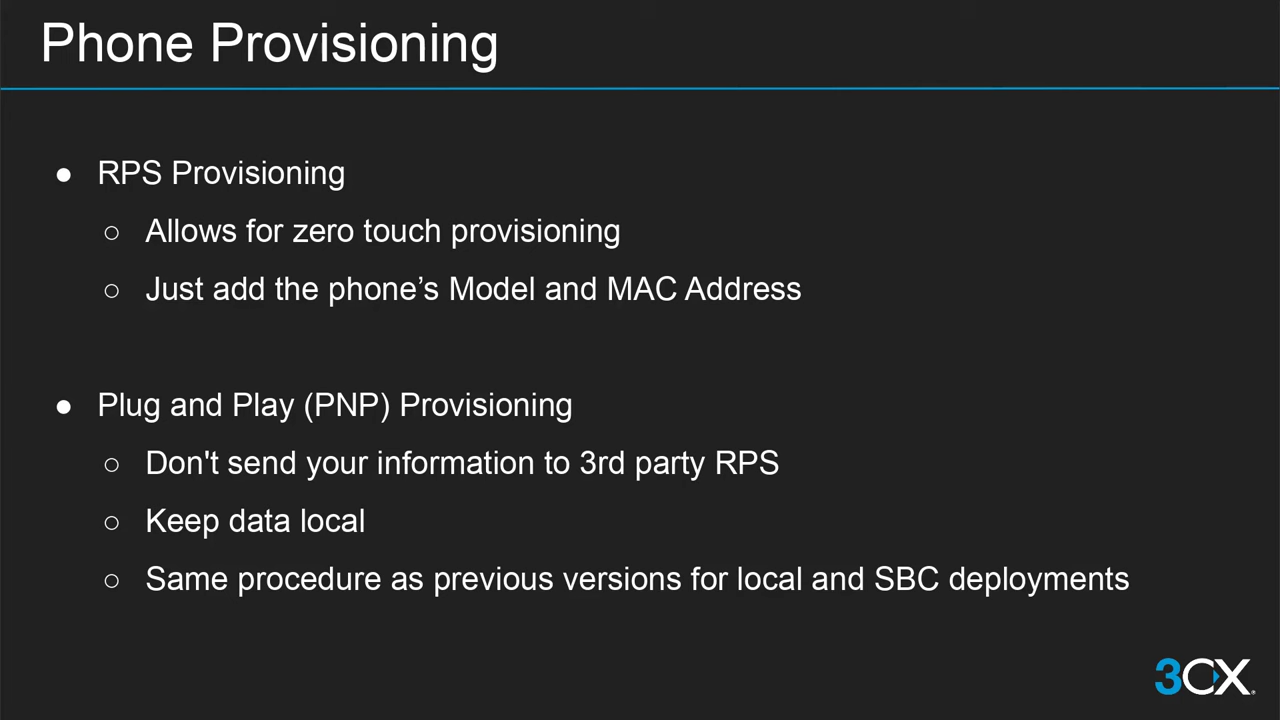 Phone Provisioning
● RPS Provisioning
○ Allows for zero touch provisioning
○ Just add the phone’s Model and MAC Address
● Plug and Play (PNP) Provisioning
○ Don't send your information to 3rd party RPS
○ Keep data local
○ Same procedure as previous versions for local and SBC deployments
3CX®